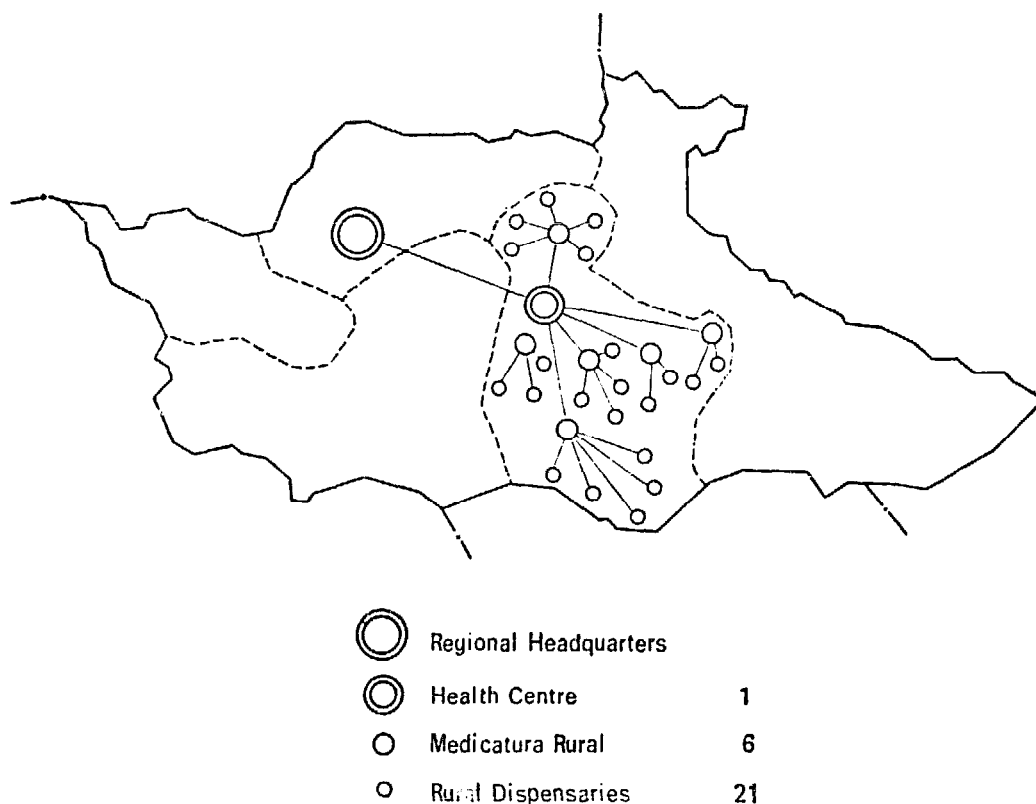 Regional Headquarters
Health Centre 1
Medicatura Rural 6
Rural Dispensaries 21